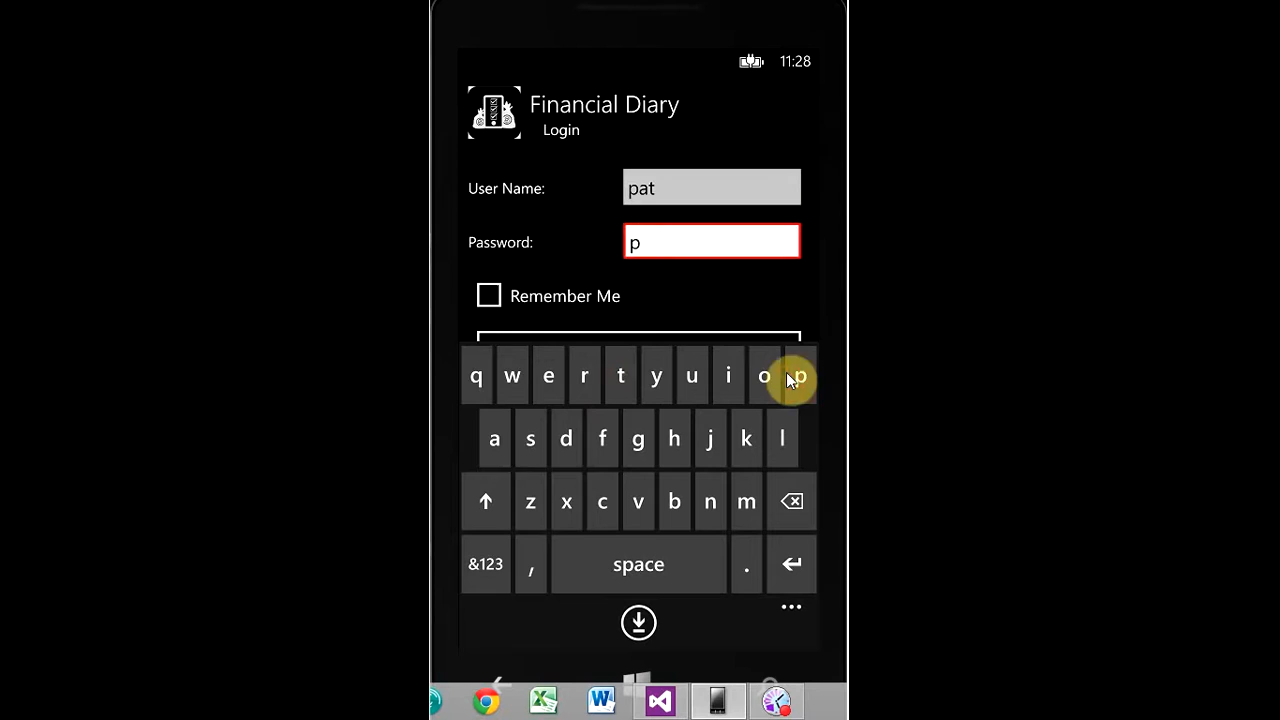 11:28
Financial Diary
Login
User Name: pat
Password: p
Remember Me
q w e r t y u i o p
a s d f g h j k l
z x c v b n m
&123 , space .